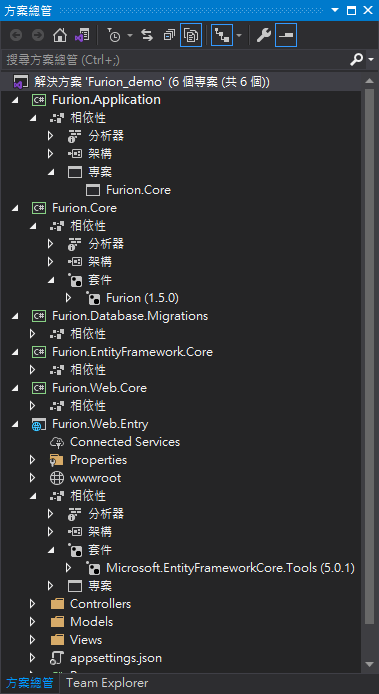 方案總管
搜尋方案總管 (Ctrl+;)
解決方案 'Furion_demo' (6 個專案 (共 6 個))
C# Furion.Application
相依性
分析器
架構
專案
Furion.Core
C# Furion.Core
相依性
分析器
架構
套件
Furion (1.5.0)
C# Furion.Database.Migrations
相依性
C# Furion.EntityFramework.Core
相依性
C# Furion.Web.Core
相依性
Furion.Web.Entry
Connected Services
Properties
wwwroot
相依性
分析器
架構
套件
Microsoft.EntityFrameworkCore.Tools (5.0.1)
專案
Controllers
Models
Views
appsettings.json
方案總管 Team Explorer